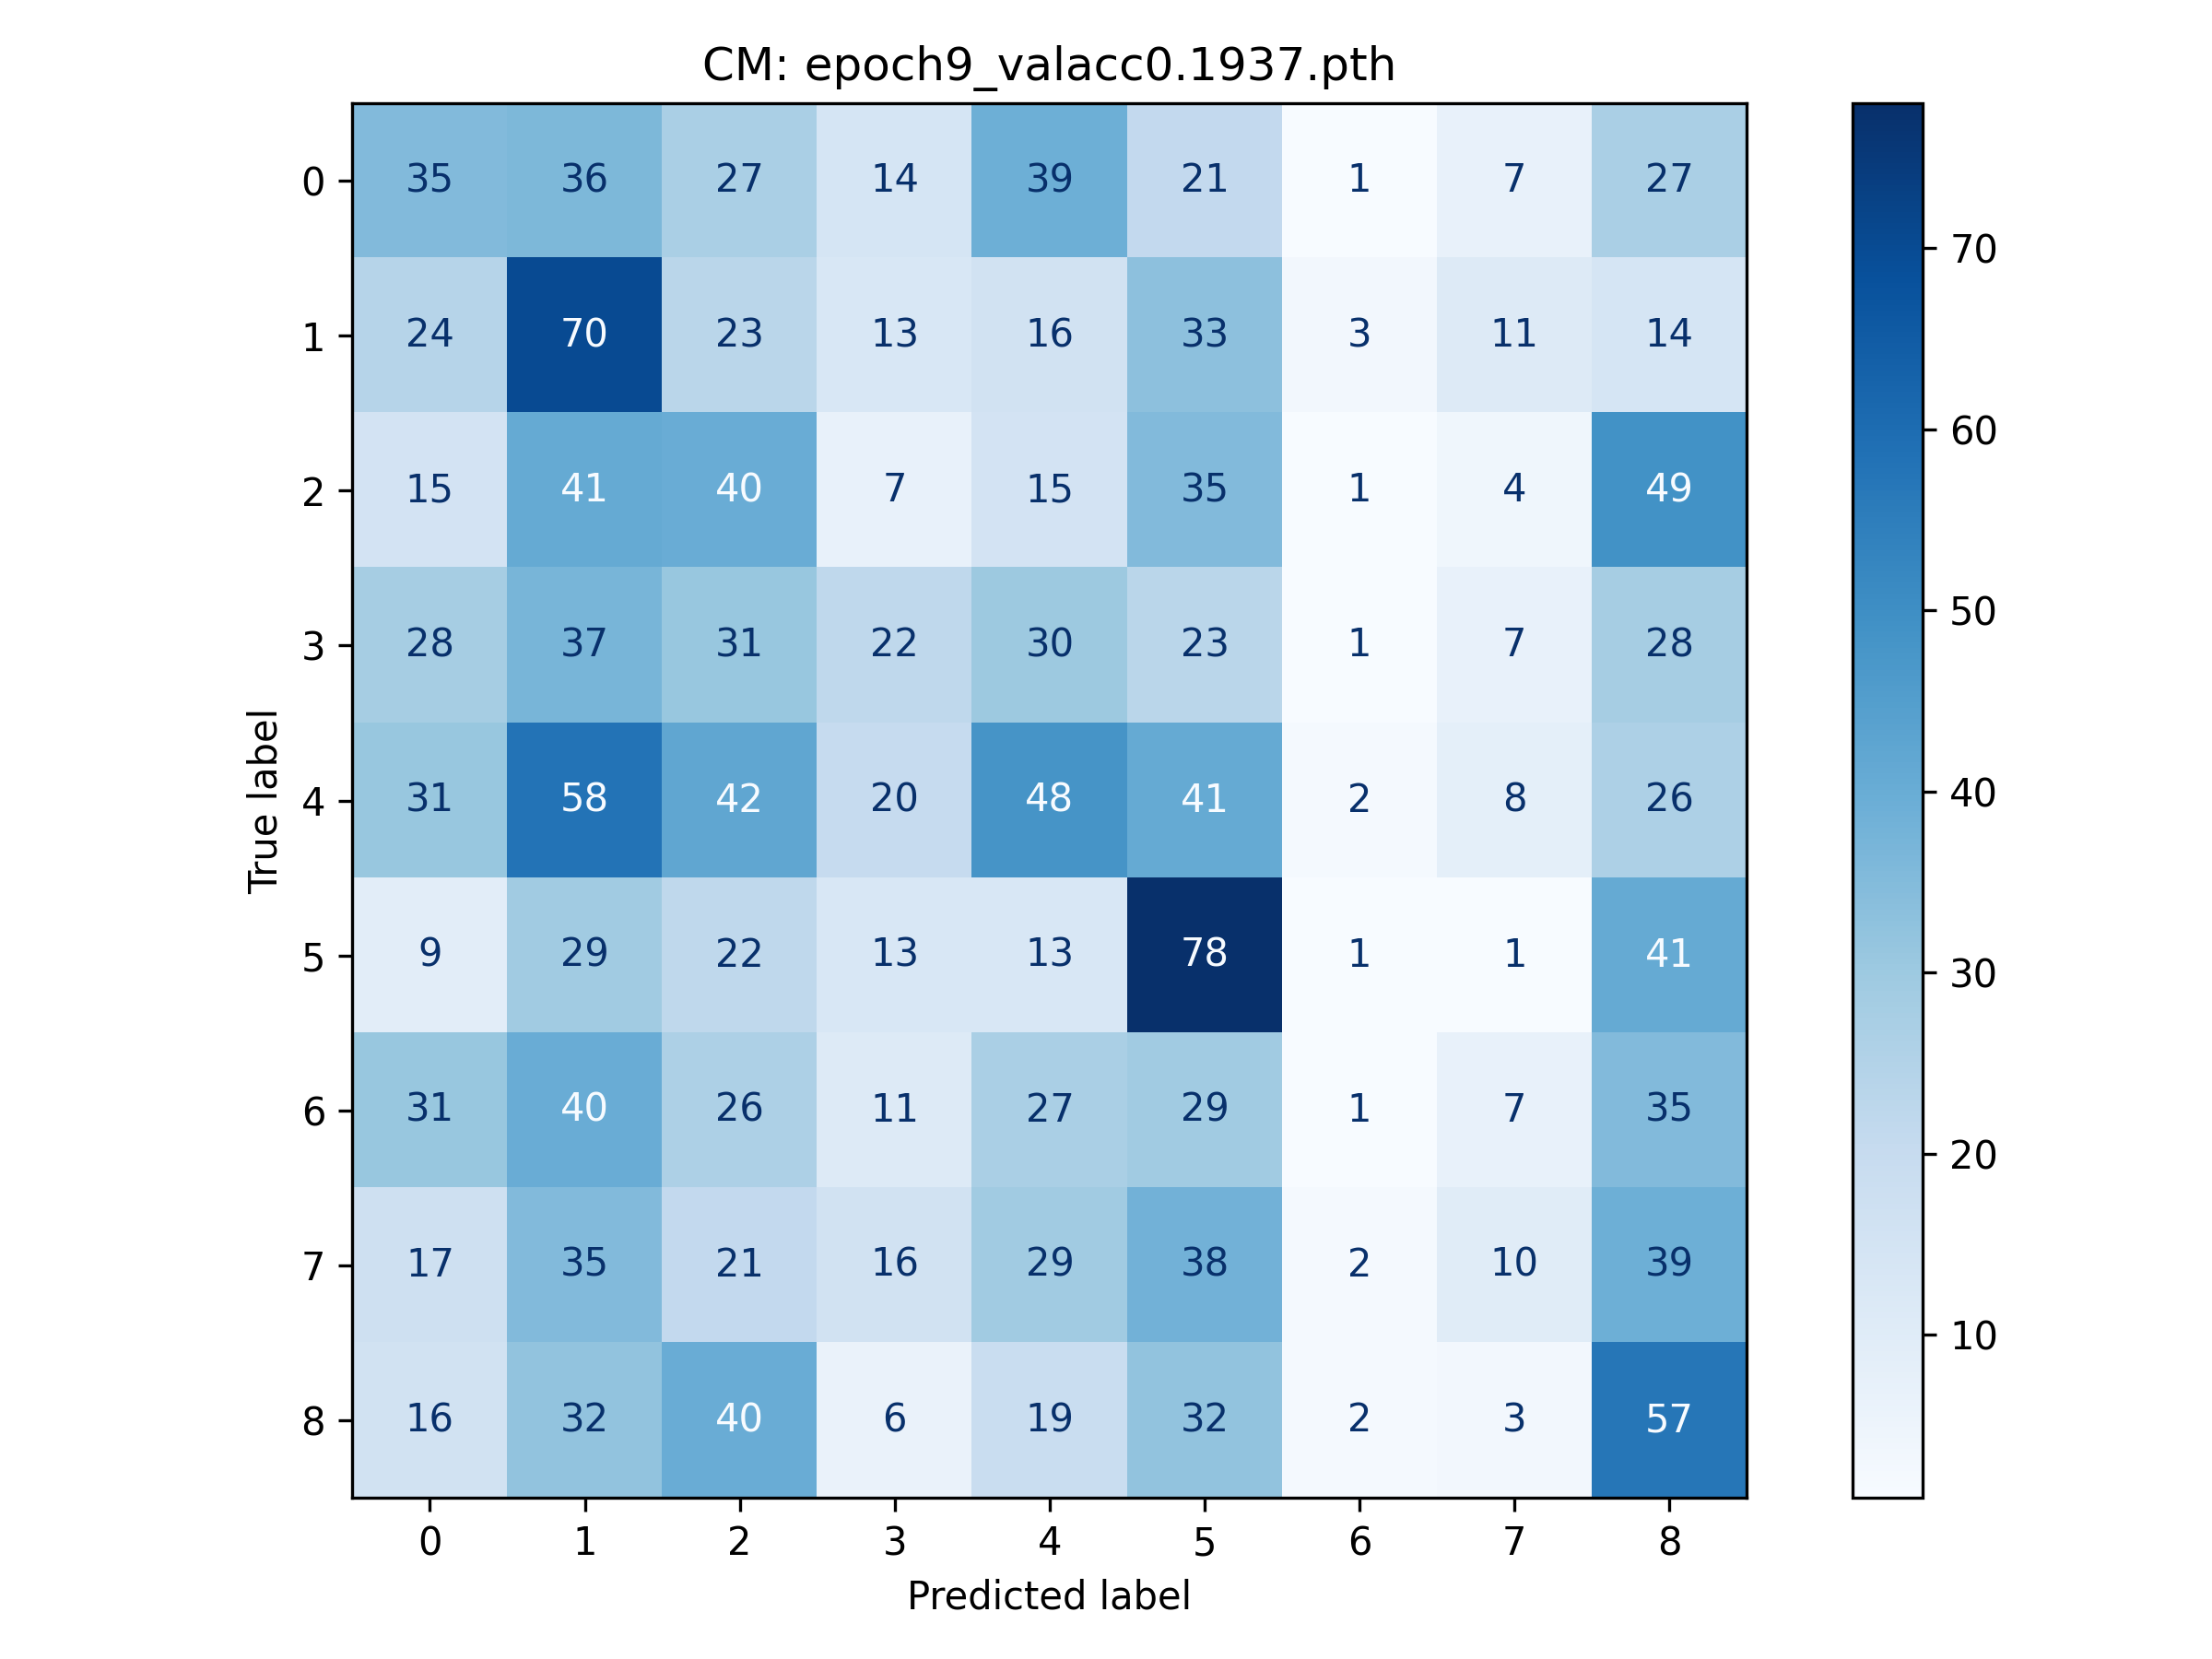 CM: epoch9_valacc0.1937.pth
0 35 36 27 14 39 21 1 7 27
1 24 70 23 13 16 33 3 11 14
2 15 41 40 7 15 35 1 4 49
3 28 37 31 22 30 23 1 7 28
4 31 58 42 20 48 41 2 8 26
5 9 29 22 13 13 78 1 1 41
6 31 40 26 11 27 29 1 7 35
7 17 35 21 16 29 38 2 10 39
8 16 32 40 6 19 32 2 3 57
0 1 2 3 4 5 6 7 8
Predicted label
True label
70
60
50
40
30
20
10